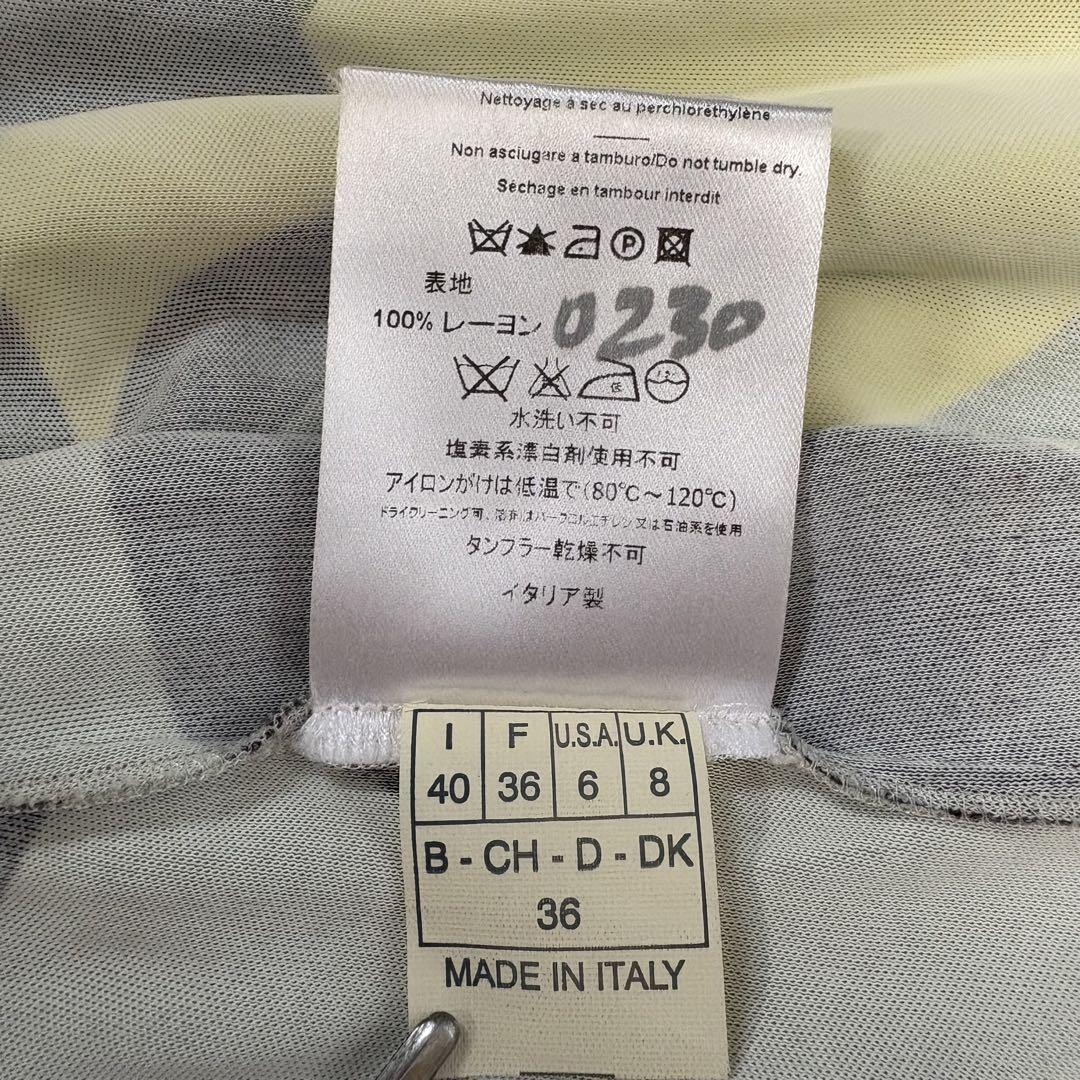 Nettoyage à sec au perchloréthylène
Non asciugare a tamburo/Do not tumble dry.
Séchage en tambour interdit
P
表地
100% レーヨン 0230
低
水洗い不可
塩素系漂白剤使用不可
アイロンがけは低温で(80℃～120℃)
ドライクリーニング可、溶剤はパークロルエチレン又は石油系を使用
タンブラー乾燥不可
イタリア製
I F U.S.A. U.K.
40 36 6 8
B - CH - D - DK
36
MADE IN ITALY